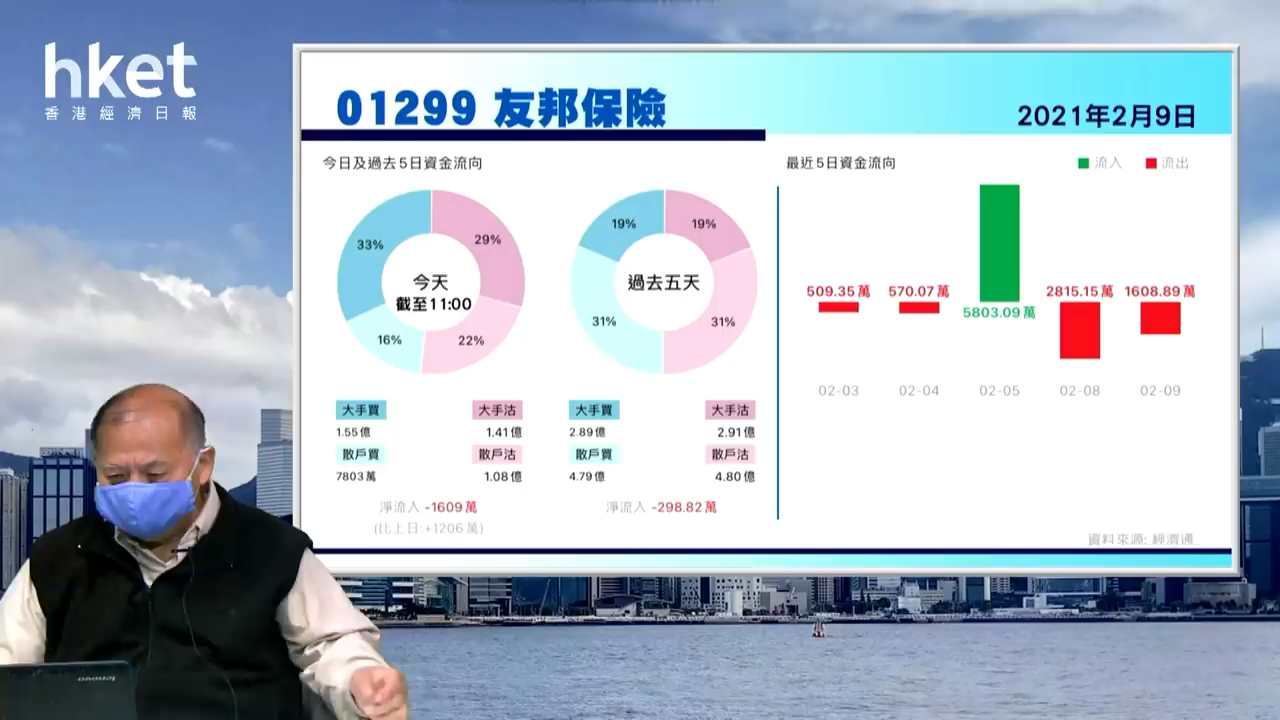 hket
香港經濟日報
01299 友邦保險
2021年2月9日
今日及過去5日資金流向
33%
29%
今天
截至11:00
16%
22%
19%
19%
過去五天
31%
31%
大手買
大手沽
1.55億
1.41億
散戶買
散戶沽
7803萬
1.08億
淨流入 -1609萬
(比上日:+1206萬)
大手買
大手沽
2.89億
2.91億
散戶買
散戶沽
4.79億
4.80億
淨流入 -298.82萬
最近5日資金流向
流入
流出
509.35萬
570.07萬
5803.09萬
2815.15萬
1608.89萬
02-03
02-04
02-05
02-08
02-09
資料來源: 經濟通
lenovo